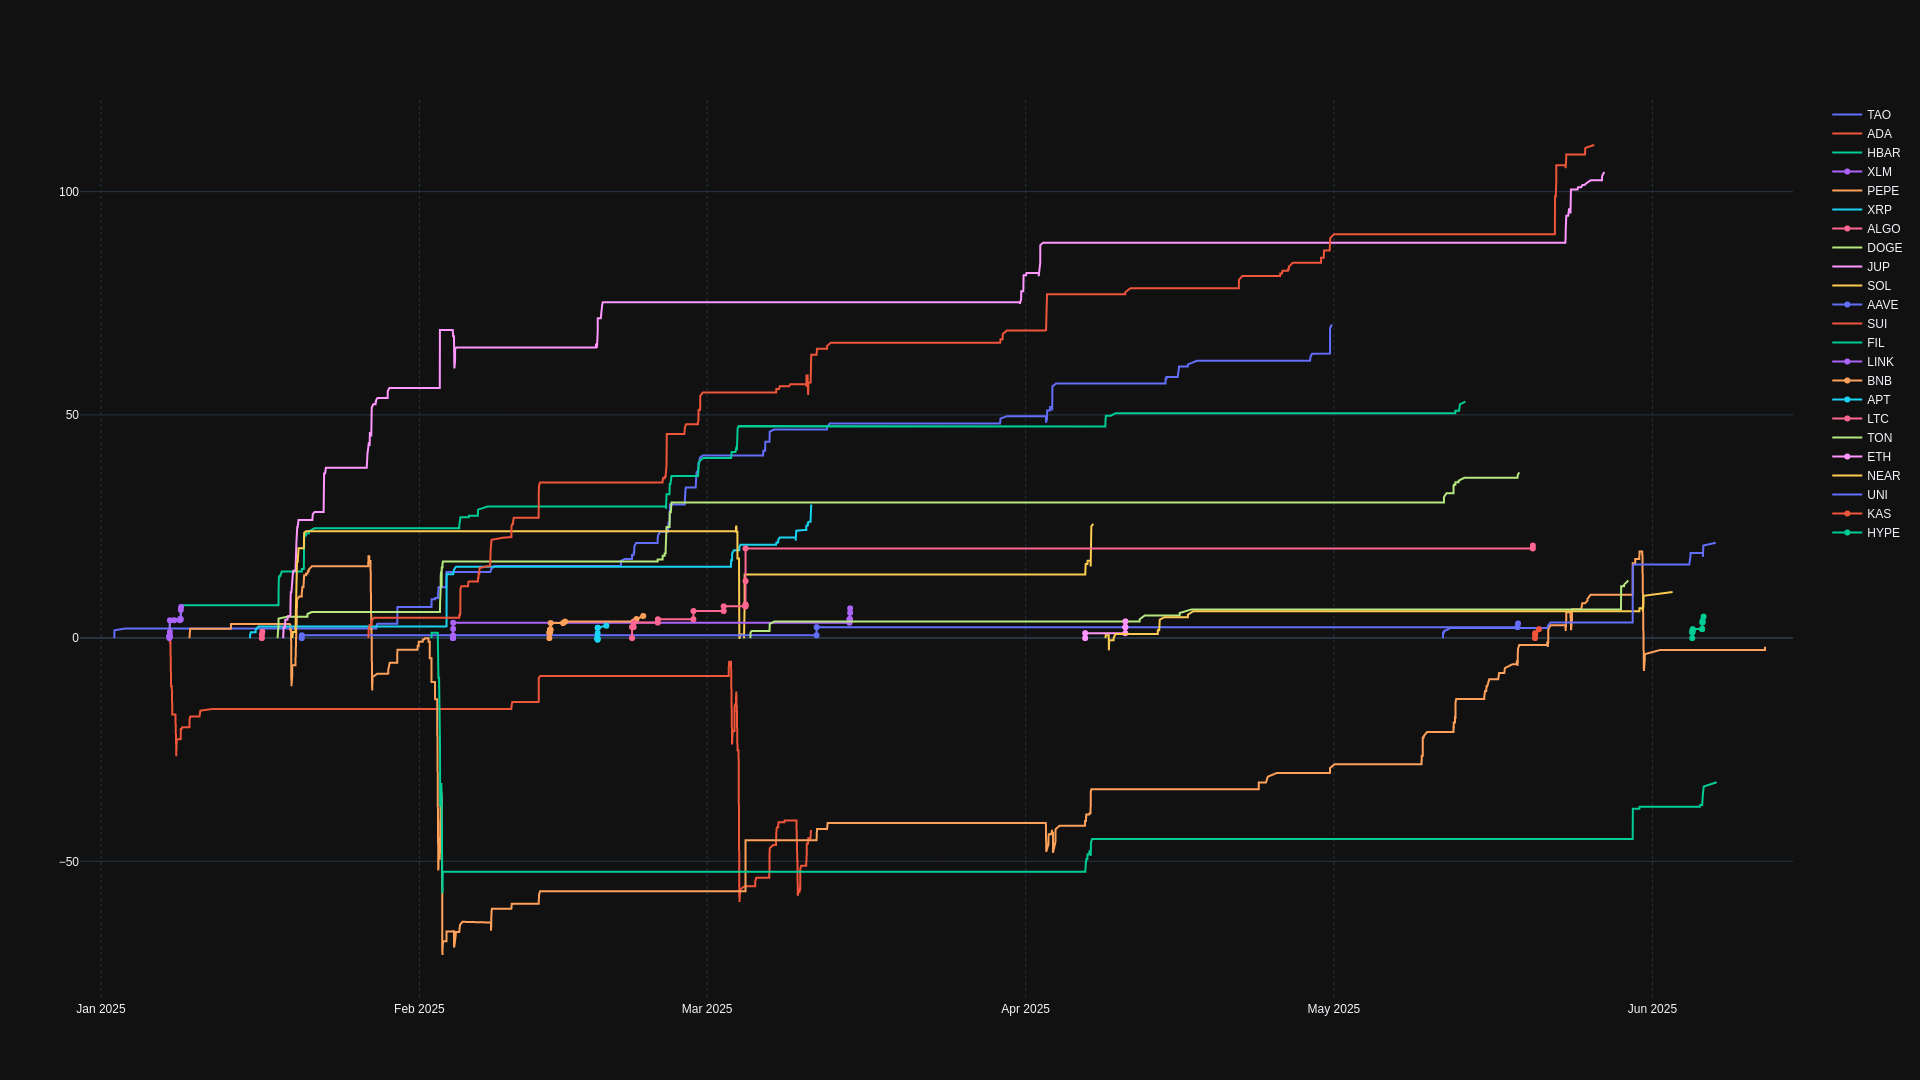 100
50
0
−50
Jan 2025
Feb 2025
Mar 2025
Apr 2025
May 2025
Jun 2025
TAO
ADA
HBAR
XLM
PEPE
XRP
ALGO
DOGE
JUP
SOL
AAVE
SUI
FIL
LINK
BNB
APT
LTC
TON
ETH
NEAR
UNI
KAS
HYPE